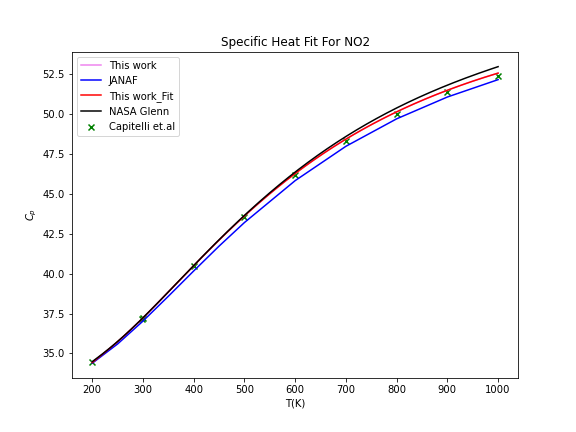 Specific Heat Fit For NO2
This work
JANAF
This work_Fit
NASA Glenn
Capitelli et.al
52.5
50.0
47.5
45.0
42.5
40.0
37.5
35.0
C_p
200 300 400 500 600 700 800 900 1000
T(K)